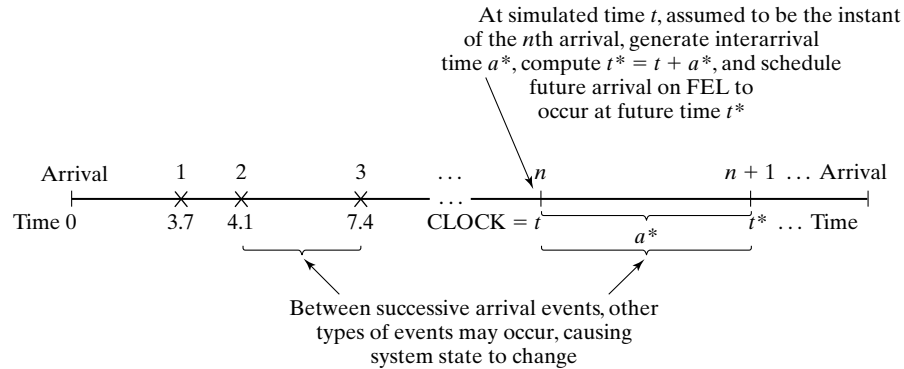 At simulated time t, assumed to be the instant
of the nth arrival, generate interarrival
time a*, compute t* = t + a*, and schedule
future arrival on FEL to
occur at future time t*
Arrival 1 2 3 ... n n + 1 ... Arrival
...
Time 0 3.7 4.1 7.4 CLOCK = t t* ... Time
a*
Between successive arrival events, other
types of events may occur, causing
system state to change